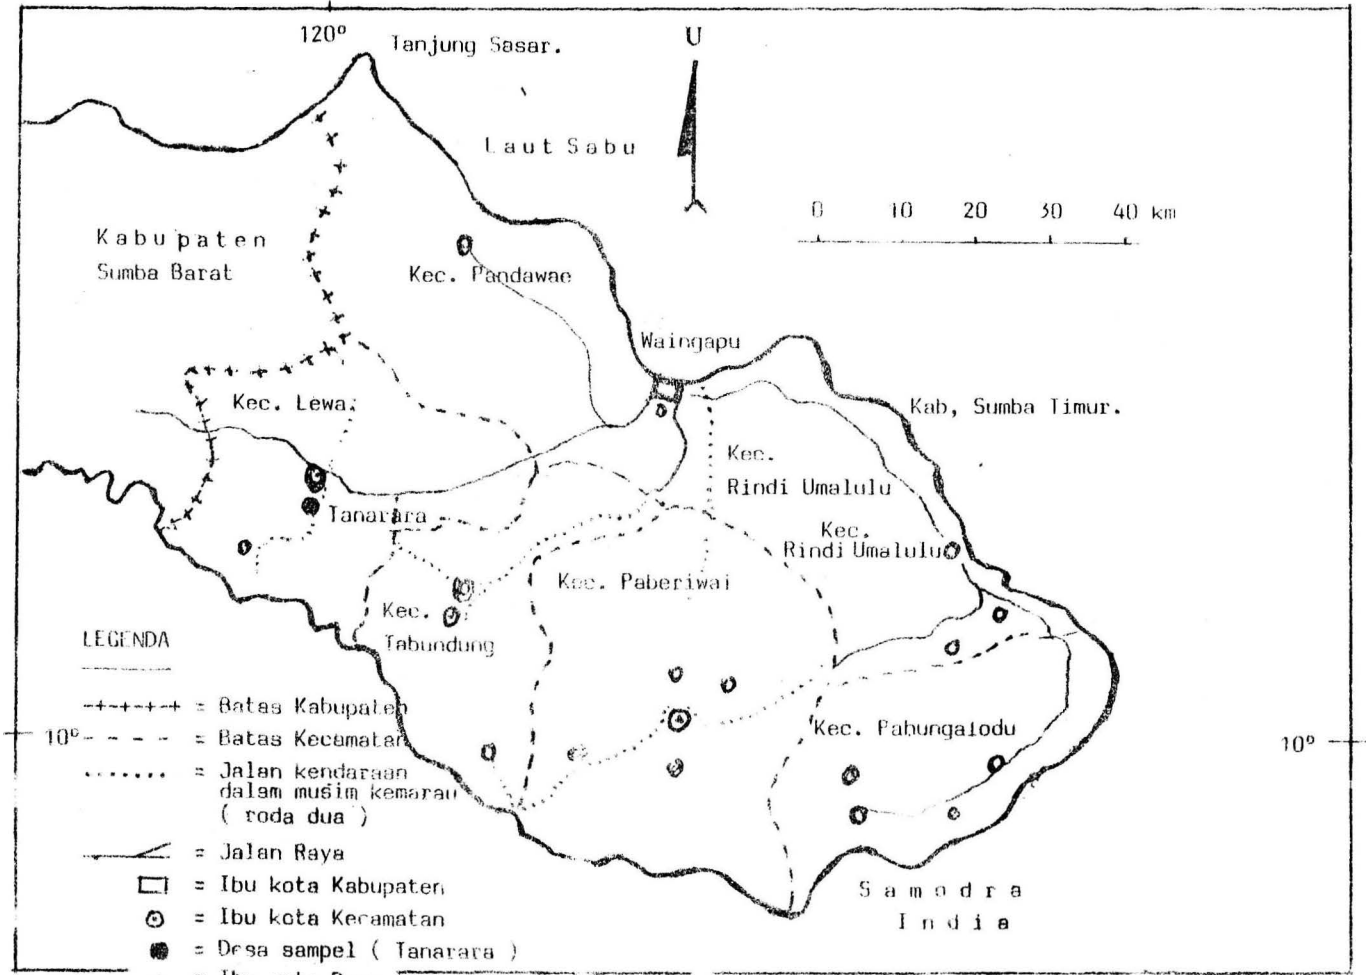 120°
Tanjung Sasar.
U
Laut Sabu
0 10 20 30 40 km
Kabupaten
Sumba Barat
Kec. Pandawae
Waingapu
Kec. Lewa.
Kab, Sumba Timur.
Kec.
Rindi Umalulu
Tanarara
Kec.
Rindi Umalulu
Kec. Paberiwai
Kec.
Tabundung
LEGENDA
= Batas Kabupaten
10°
= Batas Kecamatan
= Jalan kendaraan
dalam musim kemarau
( roda dua )
= Jalan Raya
= Ibu kota Kabupaten
= Ibu kota Kecamatan
= Desa sampel ( Tanarara )
Kec. Pahungalodu
10°
Samodra
India